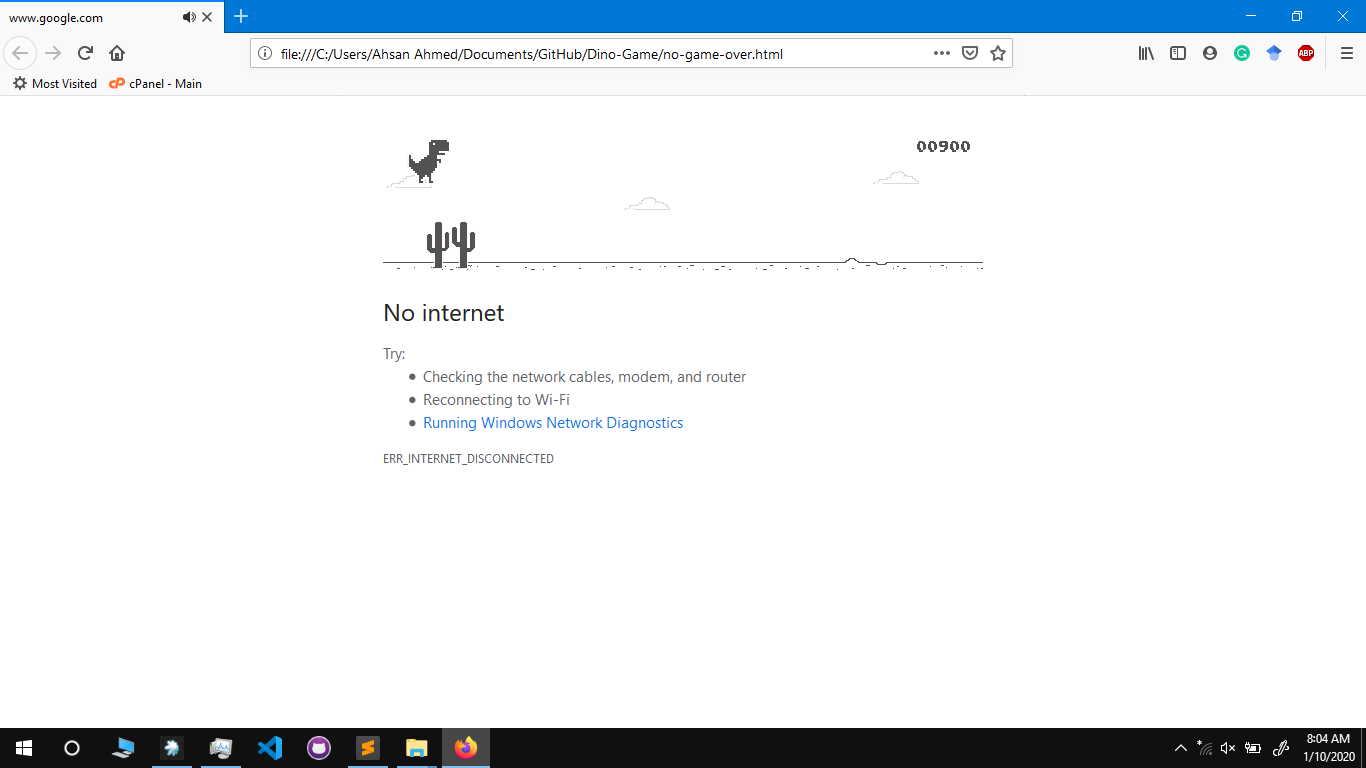 www.google.com
file:///C:/Users/Ahsan Ahmed/Documents/GitHub/Dino-Game/no-game-over.html
ABP
Most Visited
cP cPanel - Main
00900
No internet
Try:
Checking the network cables, modem, and router
Reconnecting to Wi-Fi
Running Windows Network Diagnostics
ERR_INTERNET_DISCONNECTED
8:04 AM
1/10/2020